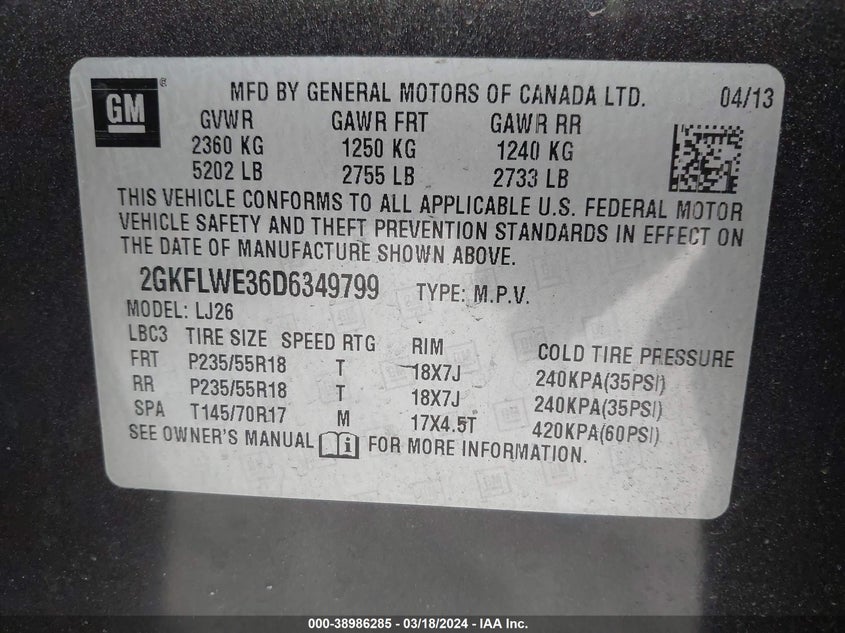 GM
MFD BY GENERAL MOTORS OF CANADA LTD. 04/13
GVWR GAWR FRT GAWR RR
2360 KG 1250 KG 1240 KG
5202 LB 2755 LB 2733 LB
THIS VEHICLE CONFORMS TO ALL APPLICABLE U.S. FEDERAL MOTOR
VEHICLE SAFETY AND THEFT PREVENTION STANDARDS IN EFFECT ON
THE DATE OF MANUFACTURE SHOWN ABOVE.
2GKFLWE36D6349799 TYPE: M.P.V.
MODEL: LJ26
LBC3 TIRE SIZE SPEED RTG RIM COLD TIRE PRESSURE
FRT P235/55R18 T 18X7J 240KPA(35PSI)
RR P235/55R18 T 18X7J 240KPA(35PSI)
SPA T145/70R17 M 17X4.5T 420KPA(60PSI)
SEE OWNER'S MANUAL i FOR MORE INFORMATION.
000-38986285 - 03/18/2024 - IAA Inc.